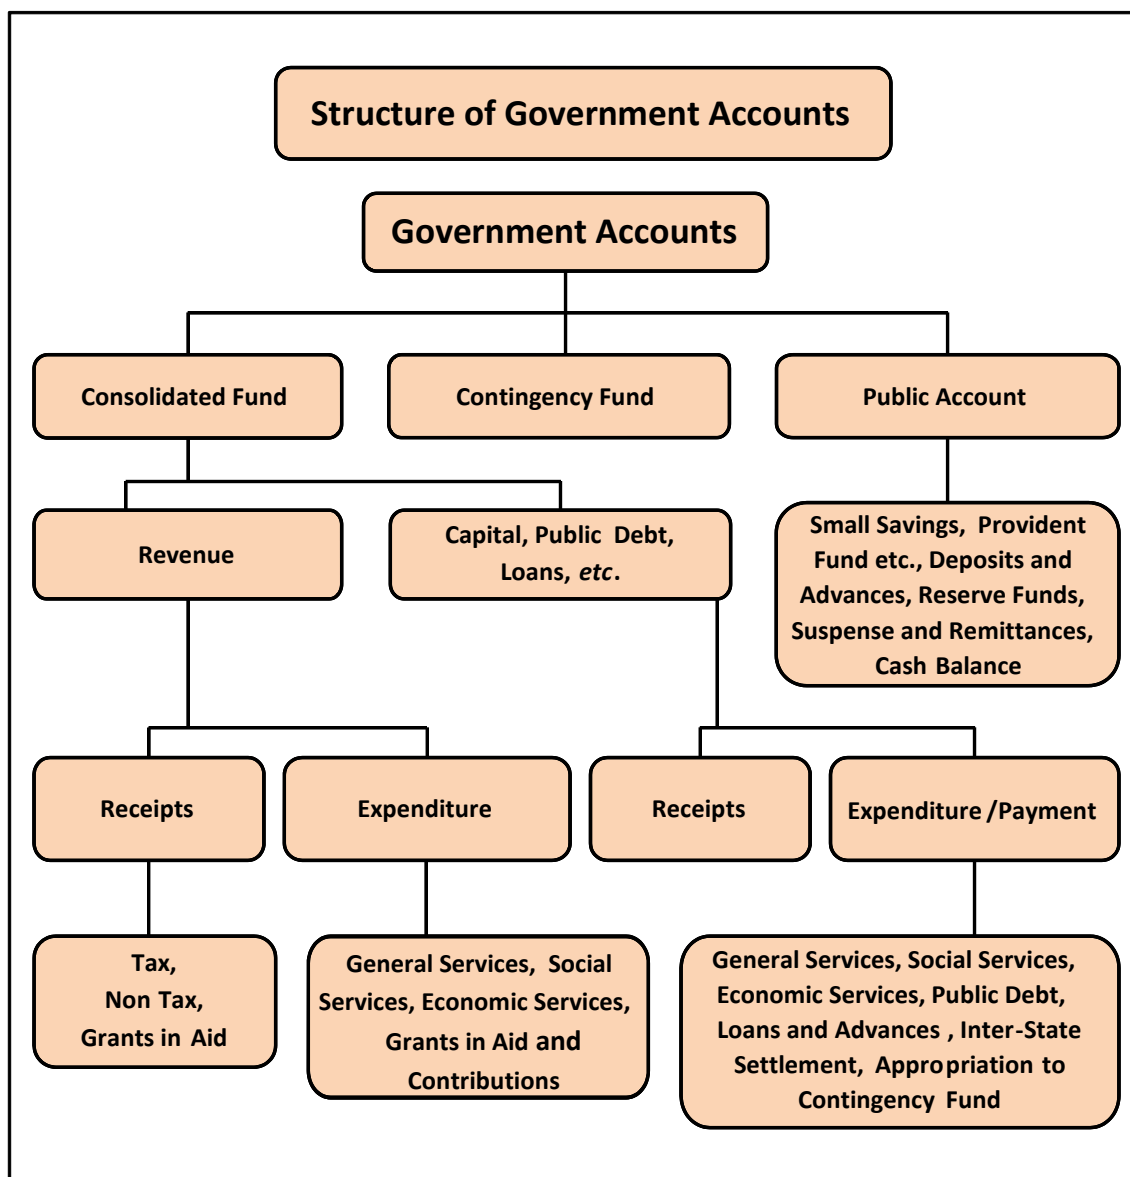 Structure of Government Accounts
Government Accounts
Consolidated Fund
Contingency Fund
Public Account
Revenue
Capital, Public Debt,
Loans, etc.
Small Savings, Provident
Fund etc., Deposits and
Advances, Reserve Funds,
Suspense and Remittances,
Cash Balance
Receipts
Expenditure
Receipts
Expenditure /Payment
Tax,
Non Tax,
Grants in Aid
General Services, Social
Services, Economic Services,
Grants in Aid and
Contributions
General Services, Social Services,
Economic Services, Public Debt,
Loans and Advances , Inter-State
Settlement, Appropriation to
Contingency Fund